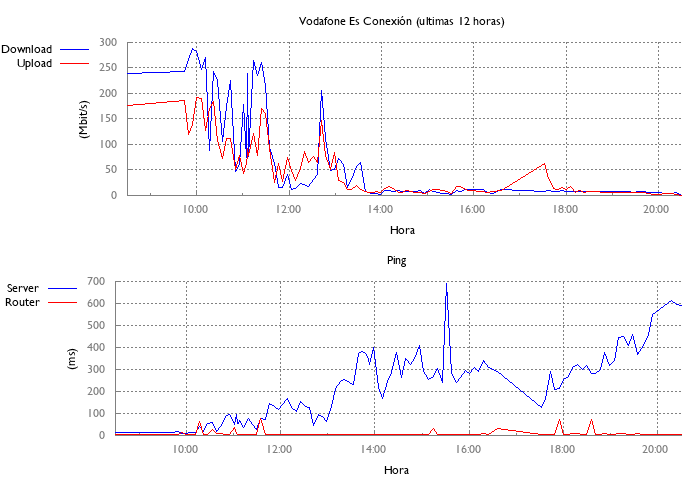 Vodafone Es Conexión (ultimas 12 horas)
Download
Upload
300
250
200
150
100
50
0
(Mbit/s)
10:00 12:00 14:00 16:00 18:00 20:00
Hora
Ping
Server
Router
700
600
500
400
300
200
100
0
(ms)
10:00 12:00 14:00 16:00 18:00 20:00
Hora